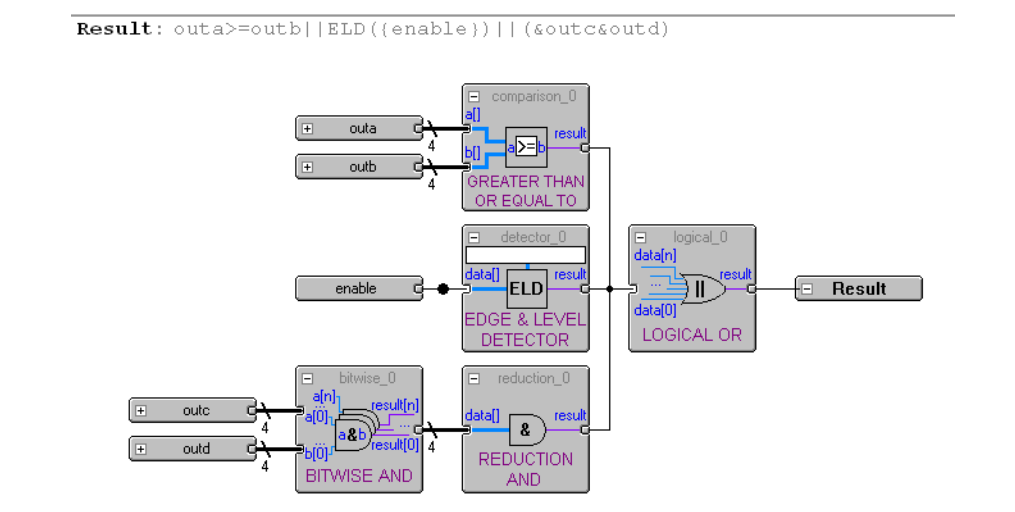 Result: outa>=outb||ELD({enable})||(&outc&outd)
comparison_0
a[]
outa
4
result
a>=b
b[]
outb
4
GREATER THAN
OR EQUAL TO
detector_0
logical_0
data[n]
data[]
result
...
result
enable
ELD
||
Result
data[0]
EDGE & LEVEL
DETECTOR
LOGICAL OR
bitwise_0
reduction_0
a[n]
result[n]
...
outc
a[0]
data[]
result
4
a&b
...
&
...
outd
b[0]
result[0]
4
4
BITWISE AND
REDUCTION
AND